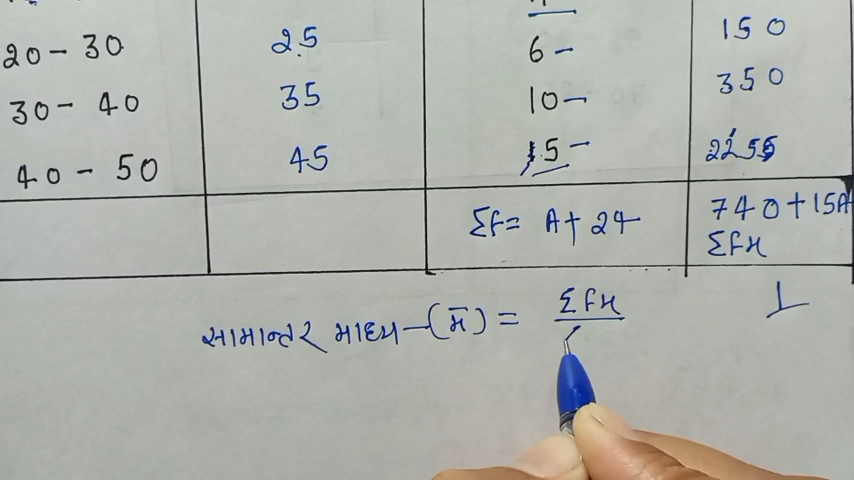 20 - 30 25 6 - 150
30 - 40 35 10 - 350
40 - 50 45 5 -
Σf = A + 24 740 + 15A
Σfx
સામાન્તર માધ્ય - (x̄) = Σfx